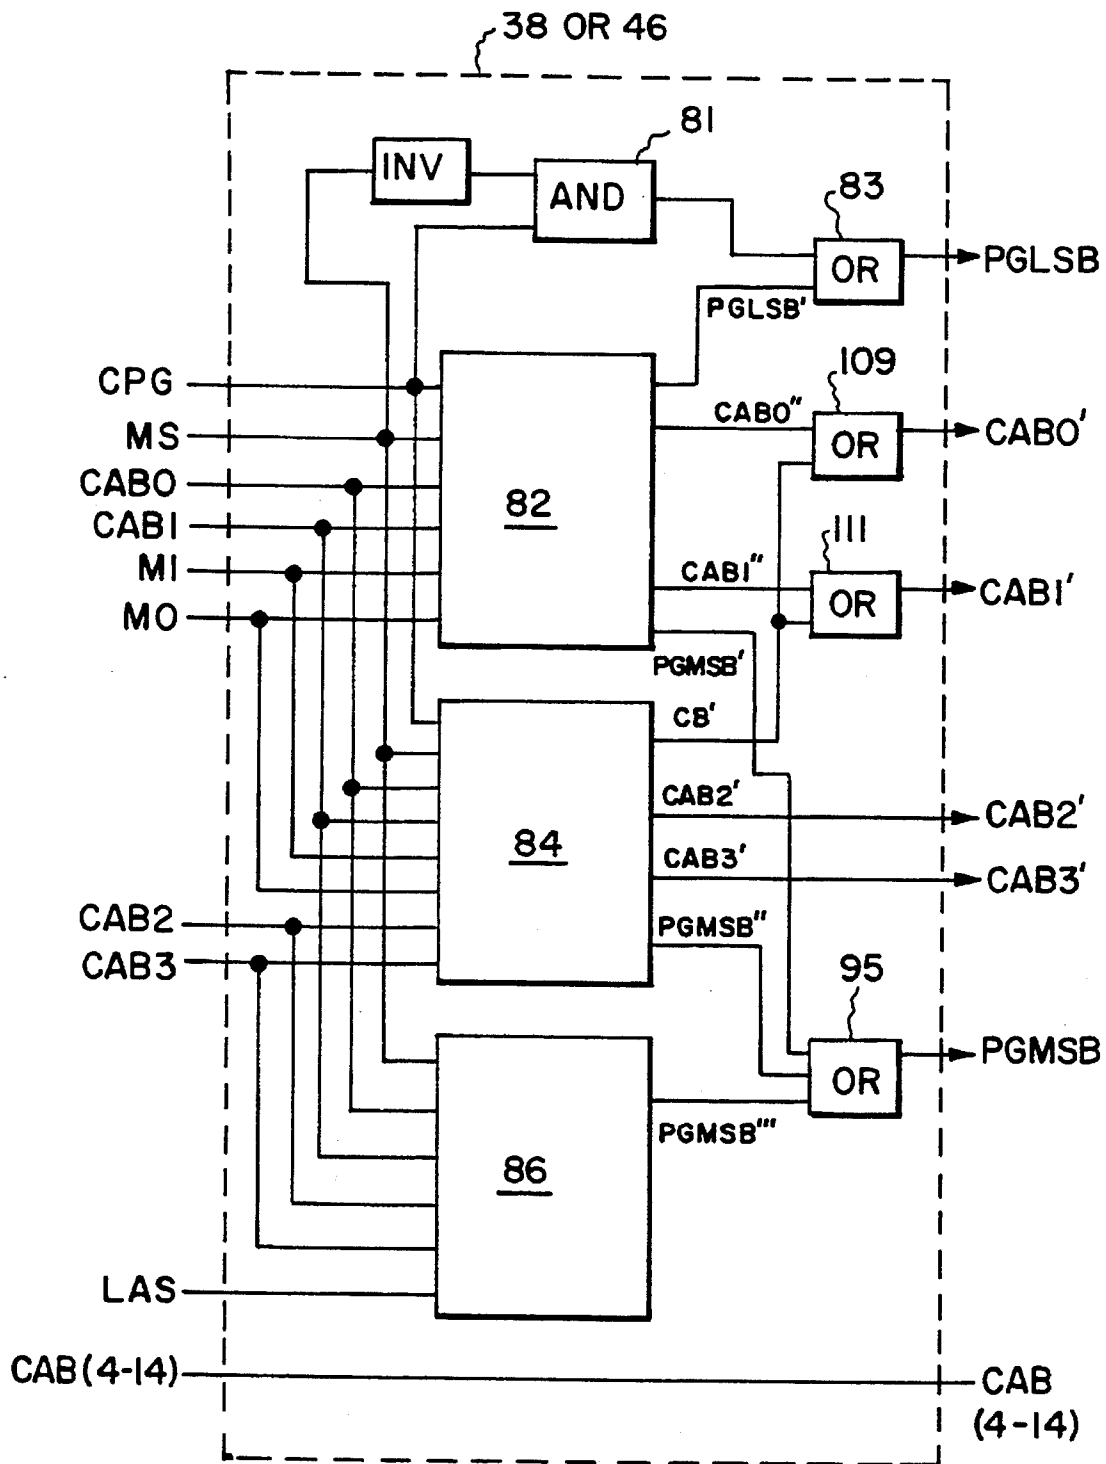 38 OR 46
81
INV
AND
83
OR
PGLSB
PGLSB'
CPG
109
CAB0"
MS
OR
CAB0'
CAB0
82
CAB1
111
CAB1"
M1
OR
CAB1'
M0
PGMSB'
CB'
CAB2'
CAB2'
84
CAB3'
CAB3'
CAB2
PGMSB"
CAB3
95
PGMSB
OR
PGMSB'''
86
LAS
CAB (4-14)
CAB
(4-14)